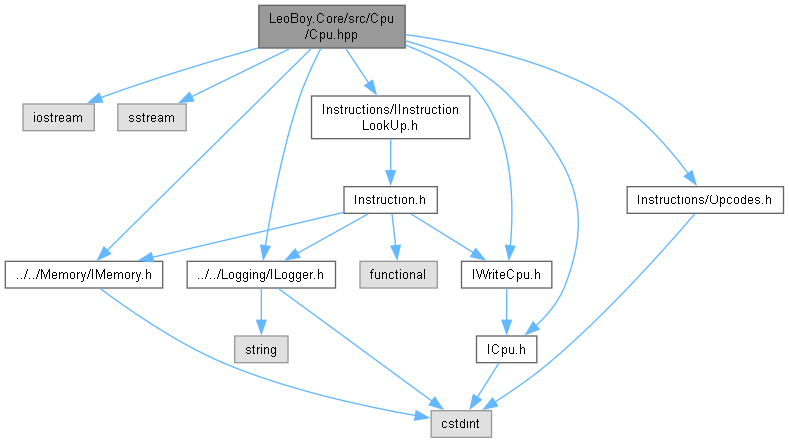 LeoBoy.Core/src/Cpu
/Cpu.hpp
iostream
sstream
Instructions/IInstruction
LookUp.h
Instruction.h
Instructions/Opcodes.h
../../Memory/IMemory.h
../../Logging/ILogger.h
functional
IWriteCpu.h
string
ICpu.h
cstdint